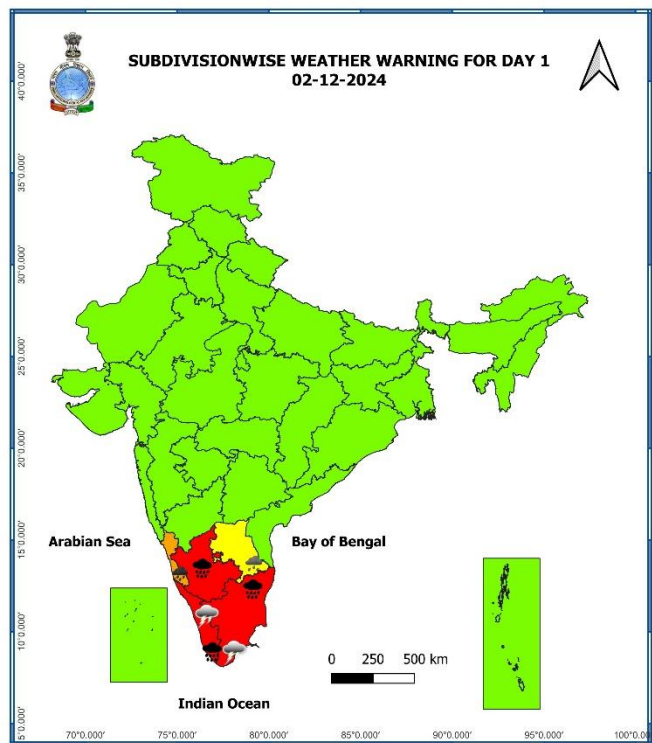 SUBDIVISIONWISE WEATHER WARNING FOR DAY 1
02-12-2024
40°0.000'
35°0.000'
30°0.000'
25°0.000'
20°0.000'
15°0.000'
10°0.000'
5°0.000'
Arabian Sea
Bay of Bengal
0 250 500 km
Indian Ocean
70°0.000' 75°0.000' 80°0.000' 85°0.000' 90°0.000' 95°0.000' 100°0.000'